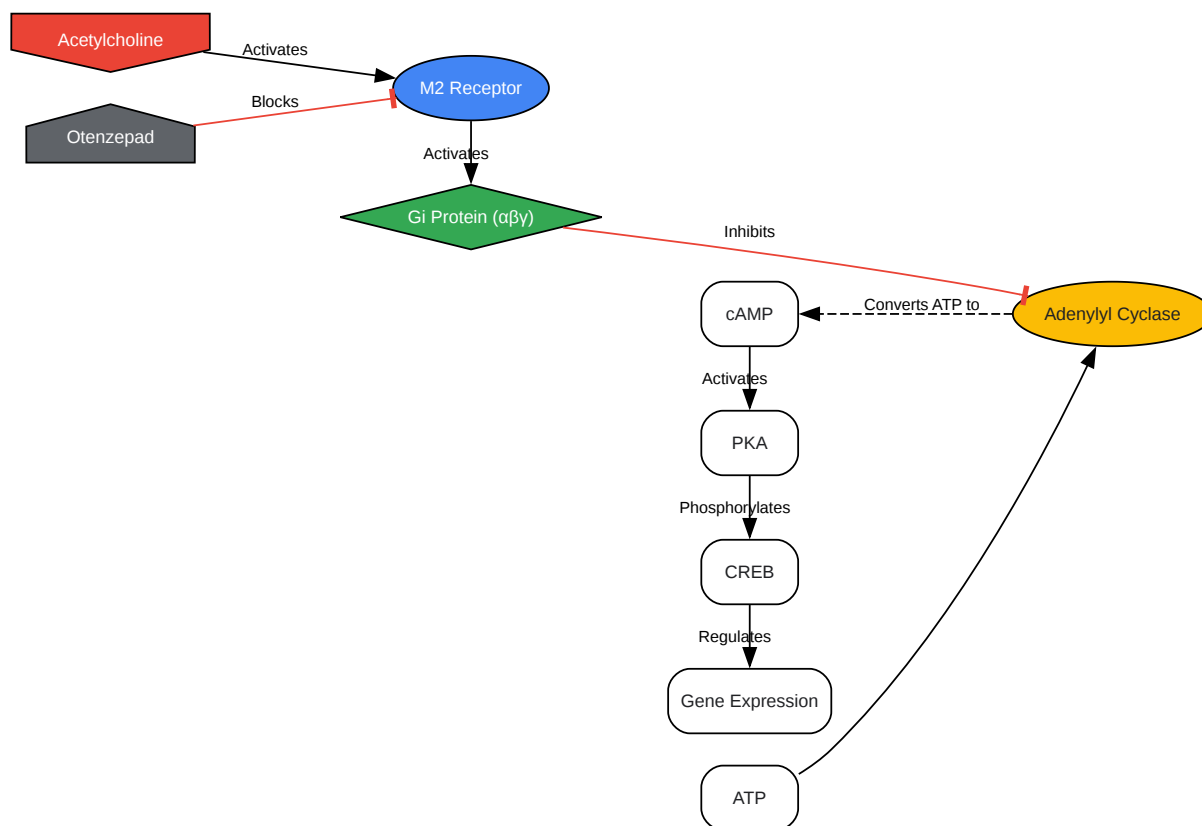 Acetylcholine
Activates
M2 Receptor
Blocks
Otenzepad
Activates
Gi Protein (αβγ)
Inhibits
cAMP
Converts ATP to
Adenylyl Cyclase
Activates
PKA
Phosphorylates
CREB
Regulates
Gene Expression
ATP